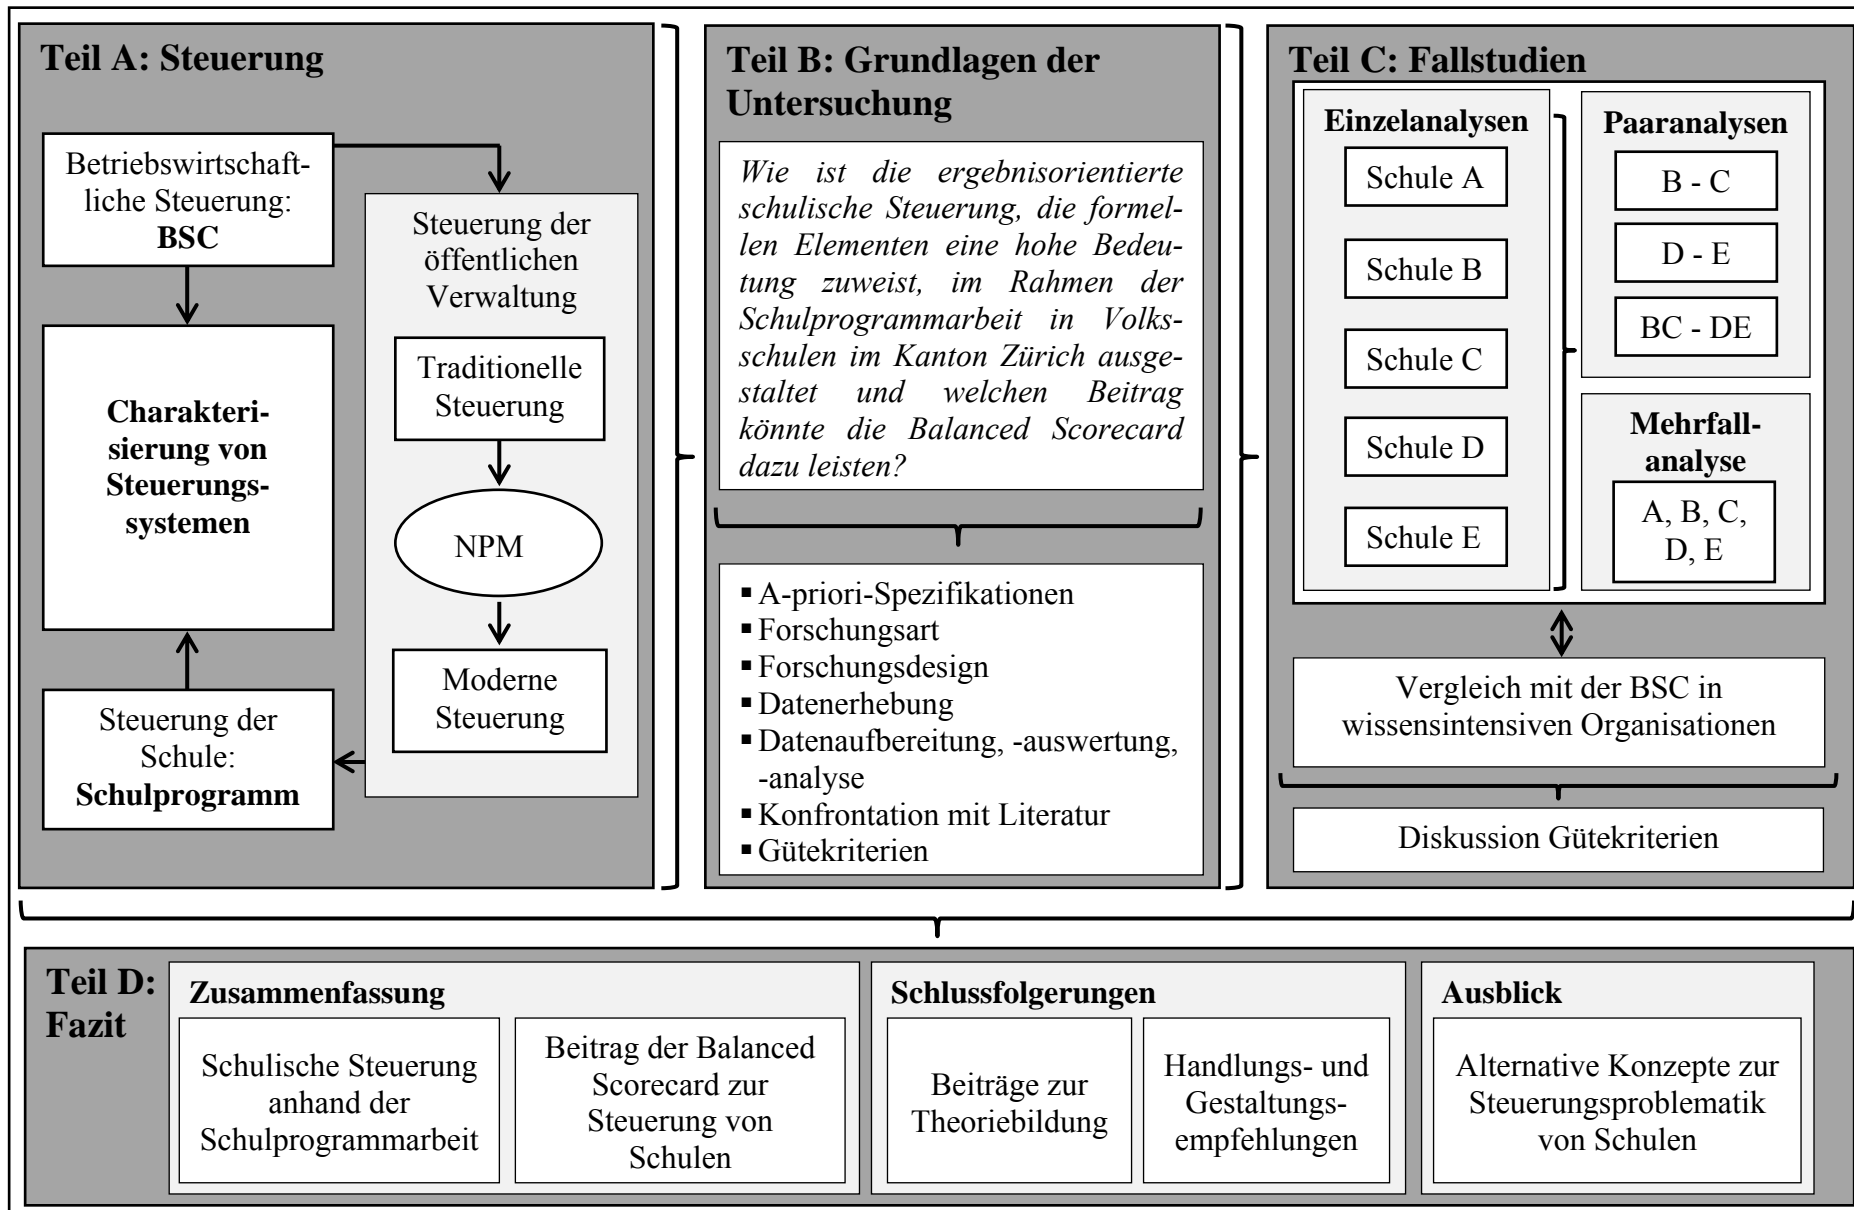 Teil A: Steuerung
Betriebswirtschaft-
liche Steuerung:
BSC
Charakteri-
sierung von
Steuerungs-
systemen
Steuerung der
Schule:
Schulprogramm
Steuerung der
öffentlichen
Verwaltung
Traditionelle
Steuerung
NPM
Moderne
Steuerung
Teil B: Grundlagen der
Untersuchung
Wie ist die ergebnisorientierte
schulische Steuerung, die formel-
len Elementen eine hohe Bedeu-
tung zuweist, im Rahmen der
Schulprogrammarbeit in Volks-
schulen im Kanton Zürich ausge-
staltet und welchen Beitrag
könnte die Balanced Scorecard
dazu leisten?
▪ A-priori-Spezifikationen
▪ Forschungsart
▪ Forschungsdesign
▪ Datenerhebung
▪ Datenaufbereitung, -auswertung,
-analyse
▪ Konfrontation mit Literatur
▪ Gütekriterien
Teil C: Fallstudien
Einzelanalysen
Schule A
Schule B
Schule C
Schule D
Schule E
Paaranalysen
B - C
D - E
BC - DE
Mehrfall-
analyse
A, B, C,
D, E
Vergleich mit der BSC in
wissensintensiven Organisationen
Diskussion Gütekriterien
Teil D:
Fazit
Zusammenfassung
Schulische Steuerung
anhand der
Schulprogrammarbeit
Beitrag der Balanced
Scorecard zur
Steuerung von
Schulen
Schlussfolgerungen
Beiträge zur
Theoriebildung
Handlungs- und
Gestaltungs-
empfehlungen
Ausblick
Alternative Konzepte zur
Steuerungsproblematik
von Schulen